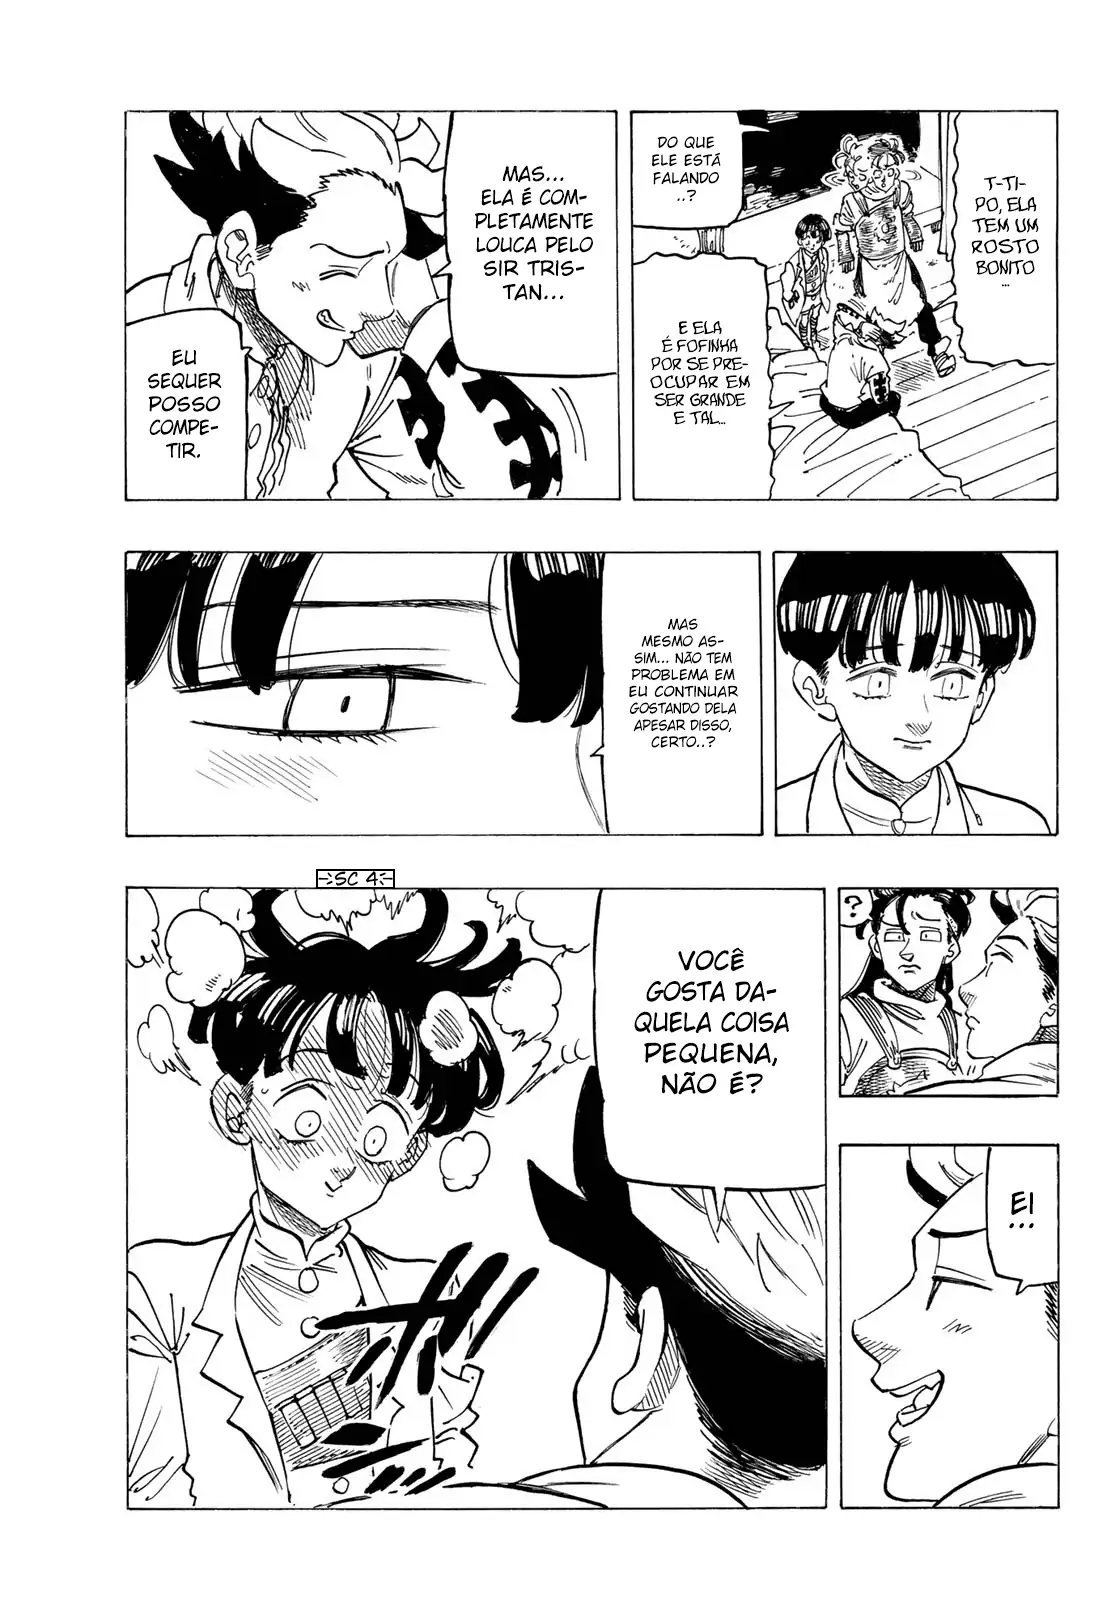 T-TI-
PO, ELA
TEM UM
ROSTO
BONITO
...
DO QUE
ELE ESTÁ
FALANDO
..?
E ELA
É FOFINHA
POR SE PRE-
OCUPAR EM
SER GRANDE
E TAL...
MAS...
ELA É COM-
PLETAMENTE
LOUCA PELO
SIR TRIS-
TAN...
EU
SEQUER
POSSO
COMPE-
TIR.
MAS
MESMO AS-
SIM... NÃO TEM
PROBLEMA EM
EU CONTINUAR
GOSTANDO DELA
APESAR DISSO,
CERTO..?
?
EI
...
SC 4
VOCÊ
GOSTA DA-
QUELA COISA
PEQUENA,
NÃO É?